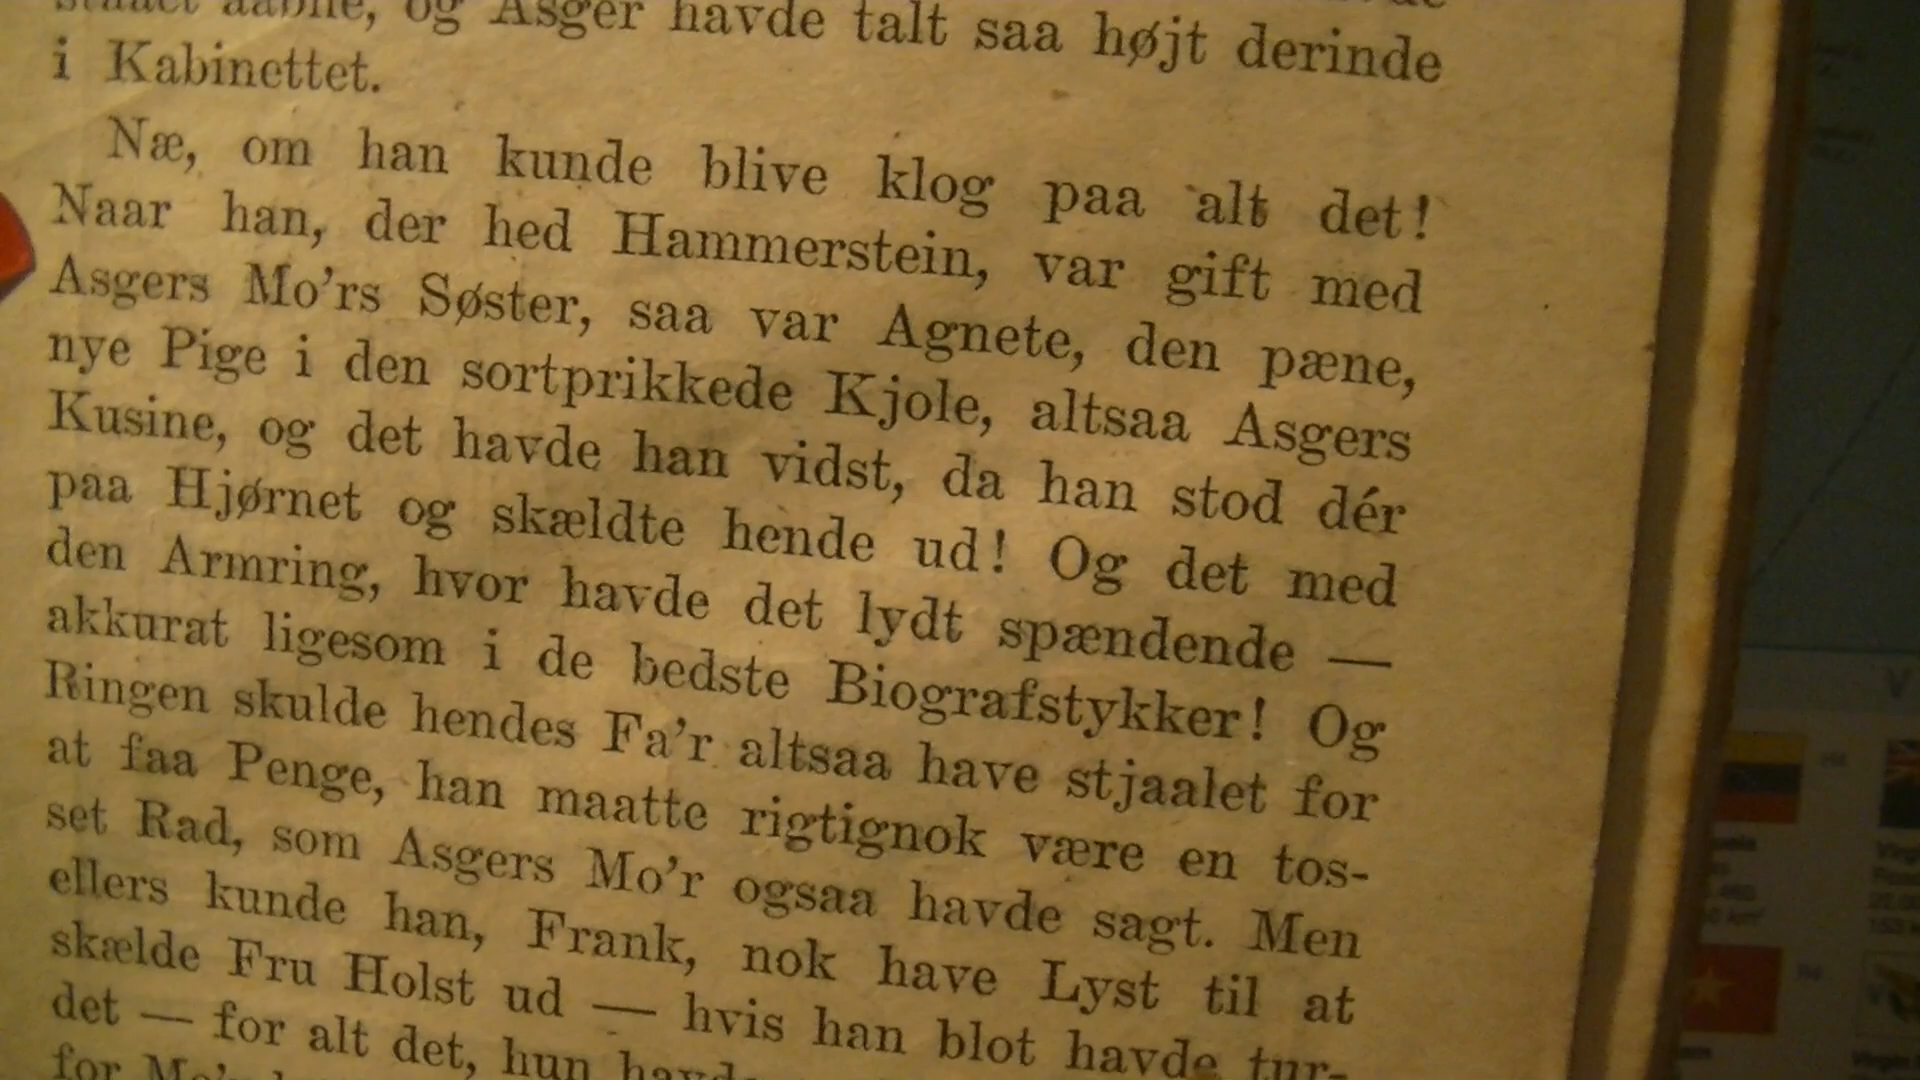 og Asger havde talt saa højt derinde
i Kabinettet.
Næ, om han kunde blive klog paa alt det!
Naar han, der hed Hammerstein, var gift med
Asgers Mo'rs Søster, saa var Agnete, den pæne,
nye Pige i den sortprikkede Kjole, altsaa Asgers
Kusine, og det havde han vidst, da han stod dér
paa Hjørnet og skældte hende ud! Og det med
den Armring, hvor havde det lydt spændende —
akkurat ligesom i de bedste Biografstykker! Og
Ringen skulde hendes Fa'r altsaa have stjaalet for
at faa Penge, han maatte rigtignok være en tos-
set Rad, som Asgers Mo'r ogsaa havde sagt. Men
ellers kunde han, Frank, nok have Lyst til at
skælde Fru Holst ud — hvis han blot havde tur-
det — for alt det, hun
for